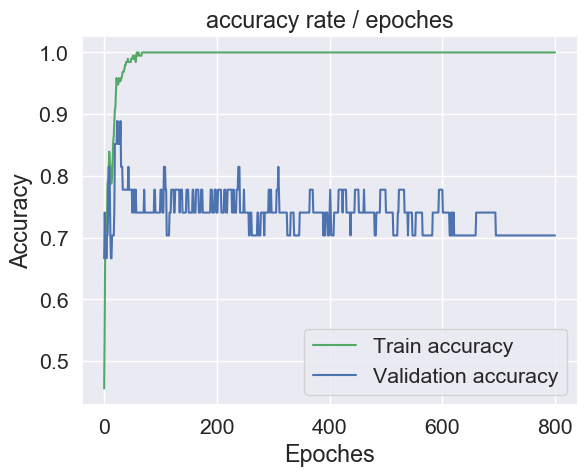 accuracy rate / epoches
1.0
0.9
0.8
0.7
0.6
0.5
Accuracy
Train accuracy
Validation accuracy
0 200 400 600 800
Epoches